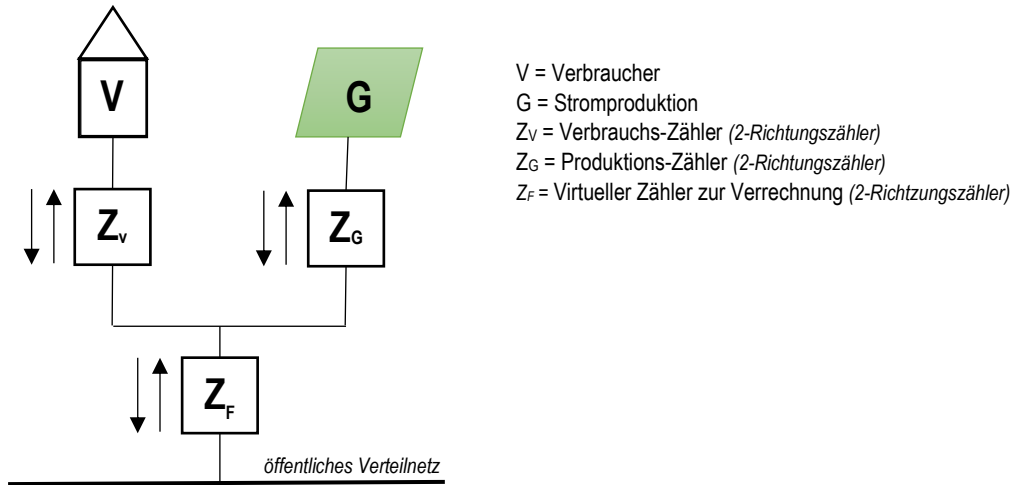 V
G
V = Verbraucher
G = Stromproduktion
ZV = Verbrauchs-Zähler (2-Richtungszähler)
ZG = Produktions-Zähler (2-Richtungszähler)
ZF = Virtueller Zähler zur Verrechnung (2-Richtzungszähler)
Zv
ZG
ZF
öffentliches Verteilnetz